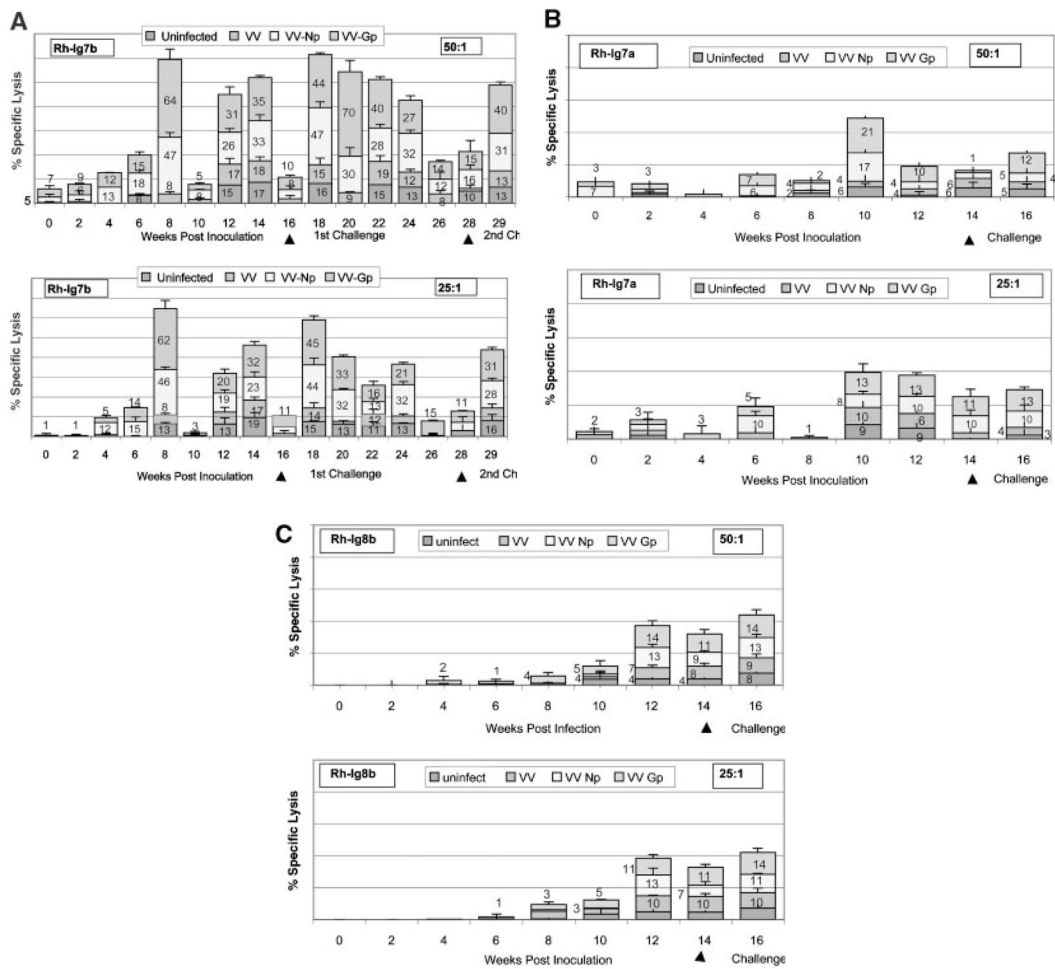 A
Rh-Ig7b
Uninfected VV VV-Np VV-Gp
50:1
% Specific Lysis
7 9 12 15 64 5 31 35 10 44 70 40 27 14 15 40
6 13 18 47 8 26 33 8 47 30 28 32 12 16 31
5 6 8 17 18 15 19 12 8 10 13
15 17 16 9 15 13 13
0 2 4 6 8 10 12 14 16 18 20 22 24 26 28 29
Weeks Post Inoculation ▲ 1st Challenge ▲ 2nd Ch
Rh-Ig7b
Uninfected VV VV-Np VV-Gp
25:1
% Specific Lysis
1 1 5 14 62 3 20 32 11 45 33 16 21 15 11 31
12 15 46 19 23 44 32 13 32 28
8 17 14 12
13 13 19 15 13 11 13 16
0 2 4 6 8 10 12 14 16 18 20 22 24 26 28 29
Weeks Post Inoculation ▲ 1st Challenge ▲ 2nd Ch
B
Rh-Ig7a
Uninfected VV VV Np VV Gp
50:1
% Specific Lysis
3 4 4 7 2 21 10 1 12
7 2 6 4 17 4 5 5 4
4 6 4 6 5
0 2 4 6 8 10 12 14 16
Weeks Post Inoculation ▲ Challenge
Rh-Ig7a
Uninfected VV VV Np VV Gp
25:1
% Specific Lysis
2 3 3 5 1 13 13 11 13
10 8 10 10 10
10 6 4
9 9 3
0 2 4 6 8 10 12 14 16
Weeks Post Inoculation ▲ Challenge
C
Rh-Ig8b
uninfect VV VV Np VV Gp
50:1
% Specific Lysis
2 1 4 5 14 11 14
13 9 13
7 8 9
4 4 4 8
0 2 4 6 8 10 12 14 16
Weeks Post Infection ▲ Challenge
Rh-Ig8b
uninfect VV VV Np VV Gp
25:1
% Specific Lysis
1 3 5 11 11 14
3 13 7 11
10 10 10
0 2 4 6 8 10 12 14 16
Weeks Post Inoculation ▲ Challenge